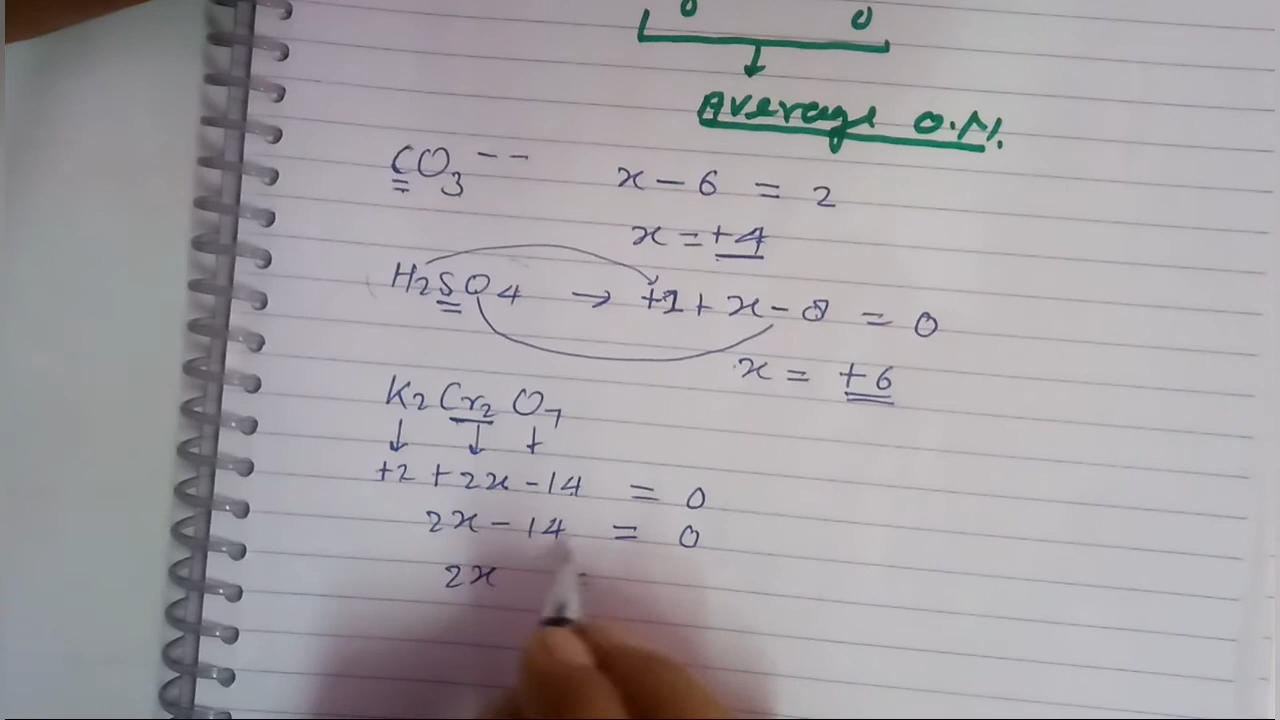 Average O.N.
CO3 -- x - 6 = 2
x = +4
H2SO4 → +2 + x - 8 = 0
x = +6
K2Cr2O7
+2 + 2x - 14 = 0
2x - 14 = 0
2x